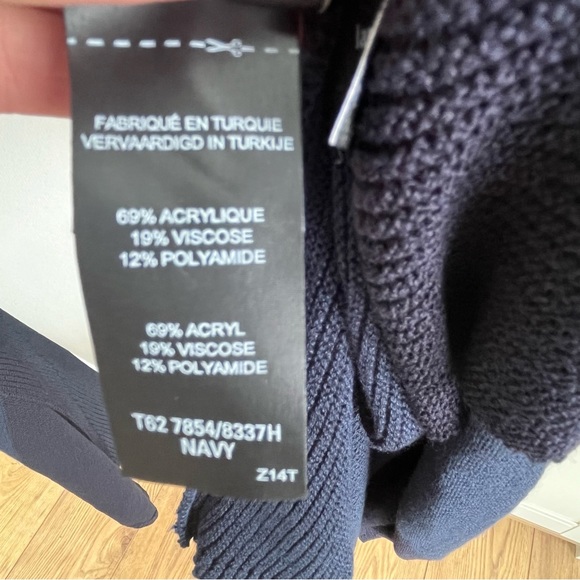 FABRIQUÉ EN TURQUIE
VERVAARDIGD IN TURKIJE
69% ACRYLIQUE
19% VISCOSE
12% POLYAMIDE
69% ACRYL
19% VISCOSE
12% POLYAMIDE
T62 7854/8337H
NAVY
Z14T